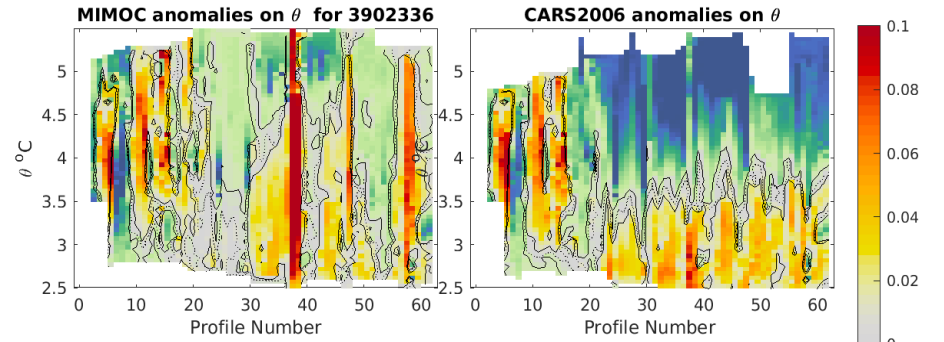 MIMOC anomalies on θ for 3902336
CARS2006 anomalies on θ
5
4.5
4
3.5
3
2.5
θ °C
0 10 20 30 40 50 60
Profile Number
5
4.5
4
3.5
3
2.5
θ °C
0 10 20 30 40 50 60
Profile Number
0.1
0.08
0.06
0.04
0.02
0